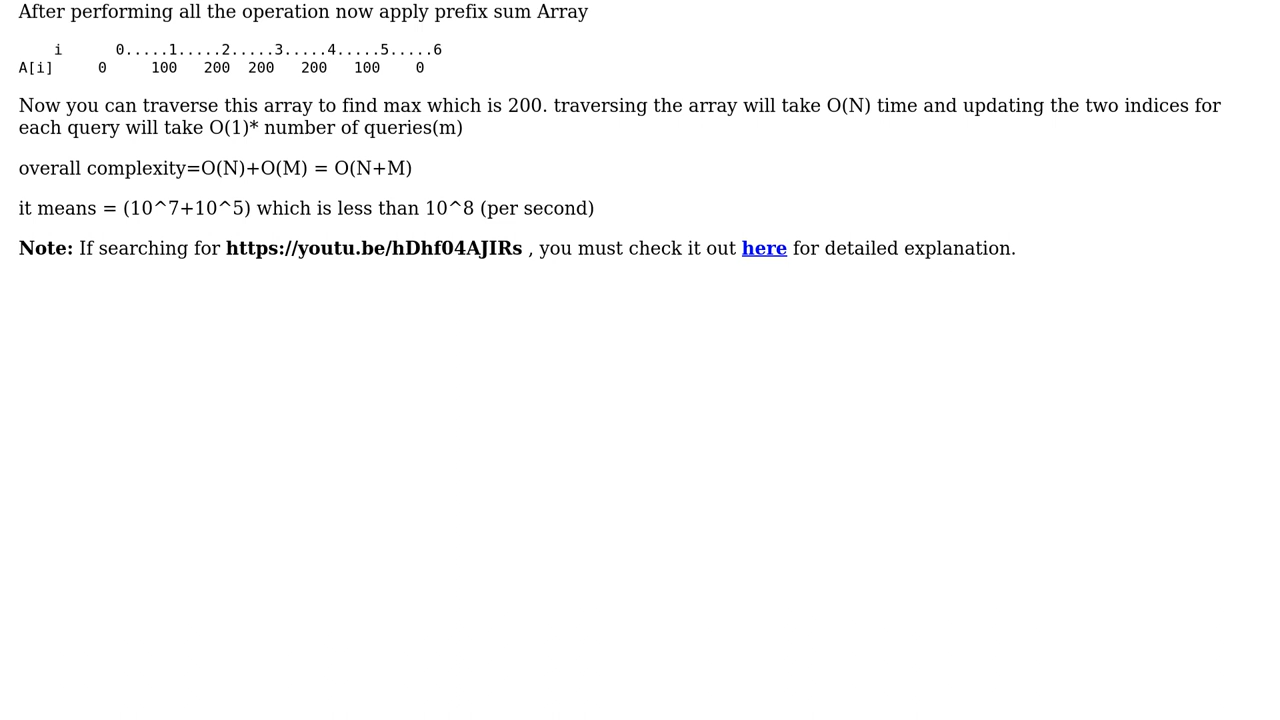 After performing all the operation now apply prefix sum Array
i 0.....1.....2.....3.....4.....5.....6
A[i] 0 100 200 200 200 100 0
Now you can traverse this array to find max which is 200. traversing the array will take O(N) time and updating the two indices for
each query will take O(1)* number of queries(m)
overall complexity=O(N)+O(M) = O(N+M)
it means = (10^7+10^5) which is less than 10^8 (per second)
Note: If searching for https://youtu.be/hDhf04AJIRs , you must check it out here for detailed explanation.